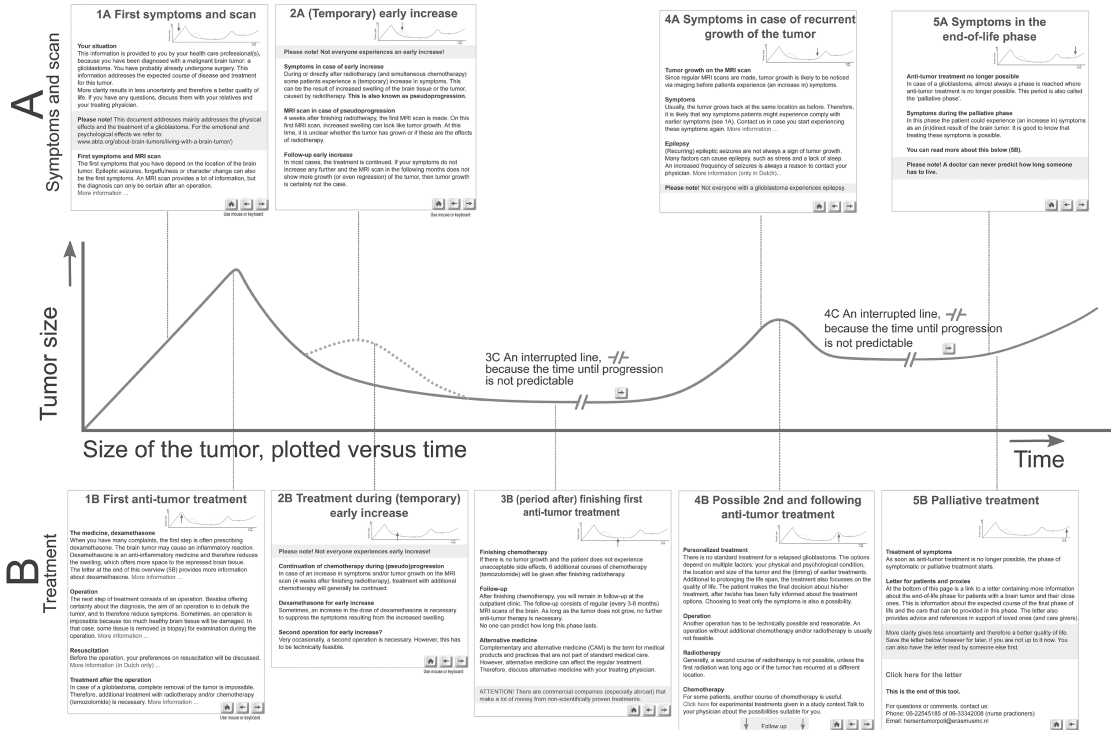 A
Symptoms and scan
1A First symptoms and scan
Your situation
This information is provided to you by your health care professional(s),
because you have been diagnosed with a malignant brain tumor: a
glioblastoma. You have probably already undergone surgery. This
information addresses the expected course of disease and treatment
for this tumor.
More clarity results in less uncertainty and therefore a better quality of
life. If you have any questions, discuss them with your relatives and
your treating physician.
Please note! This document addresses mainly addresses the physical
effects and the treatment of a glioblastoma. For the emotional and
psychological effects we refer to:
www.abta.org/about-brain-tumors/living-with-a-brain-tumor/)
First symptoms and MRI scan
The first symptoms that you have depend on the location of the brain
tumor. Epileptic seizures, forgetfulness or character change can also
be the first symptoms. An MRI scan provides a lot of information, but
the diagnosis can only be certain after an operation.
More information ...
Use mouse or keyboard
2A (Temporary) early increase
Please note! Not everyone experiences an early increase!
Symptoms in case of early increase
During or directly after radiotherapy (and simultaneous chemotherapy)
some patients experience a (temporary) increase in symptoms. This
can be the result of increased swelling of the brain tissue or the tumor,
caused by radiotherapy. This is also known as pseudoprogression.
MRI scan in case of pseudoprogression
4 weeks after finishing radiotherapy, the first MRI scan is made. On this
first MRI scan, increased swelling can look like tumor growth. At this
time, it is unclear whether the tumor has grown or if these are the effects
of radiotherapy.
Follow-up early increase
In most cases, the treatment is continued. If your symptoms do not
increase any further and the MRI scan in the following months does not
show more growth (or even regression) of the tumor, then tumor growth
is certainly not the case.
Use mouse or keyboard
4A Symptoms in case of recurrent
growth of the tumor
Tumor growth on the MRI scan
Since regular MRI scans are made, tumor growth is likely to be noticed
via imaging before patients experience (an increase in) symptoms.
Symptoms
Usually, the tumor grows back at the same location as before. Therefore,
it is likely that any symptoms patients might experience comply with
earlier symptoms (see 1A). Contact us in case you start experiencing
these symptoms again. More information ...
Epilepsy
(Recurring) epileptic seizures are not always a sign of tumor growth.
Many factors can cause epilepsy, such as stress and a lack of sleep.
An increased frequency of seizures is always a reason to contact your
physician. More information (only in Dutch)...
Please note! Not everyone with a glioblastoma experiences epilepsy.
5A Symptoms in the
end-of-life phase
Anti-tumor treatment no longer possible
In case of a glioblastoma, almost always a phase is reached where
anti-tumor treatment is no longer possible. This period is also called
the 'palliative phase'.
Symptoms during the palliative phase
In this phase the patient could experience (an increase in) symptoms
as an (in)direct result of the brain tumor. It is good to know that
treating these symptoms is possible.
You can read more about this below (5B).
Please note! A doctor can never predict how long someone
has to live.
Tumor size
3C An interrupted line,
because the time until progression
is not predictable
4C An interrupted line,
because the time until progression
is not predictable
Size of the tumor, plotted versus time
Time
B
Treatment
1B First anti-tumor treatment
The medicine, dexamethasone
When you have many complaints, the first step is often prescribing
dexamethasone. The brain tumor may cause an inflammatory reaction.
Dexamethasone is an anti-inflammatory medicine and therefore reduces
the swelling, which offers more space to the repressed brain tissue.
The letter at the end of this overview (5B) provides more information
about dexamethasone. More information ...
Operation
The next step of treatment consists of an operation. Besides offering
certainty about the diagnosis, the aim of an operation is to debulk the
tumor, and to therefore reduce symptoms. Sometimes, an operation is
impossible because too much healthy brain tissue will be damaged. In
that case, some tissue is removed (a biopsy) for examination during the
operation. More information ...
Resuscitation
Before the operation, your preferences on resuscitation will be discussed.
More information (in Dutch only) ...
Treatment after the operation
In case of a glioblastoma, complete removal of the tumor is impossible.
Therefore, additional treatment with radiotherapy and/or chemotherapy
(temozolomide) is necessary. More information ...
Use mouse or keyboard
2B Treatment during (temporary)
early increase
Please note! Not everyone experiences early increase!
Continuation of chemotherapy during (pseudo)progression
In case of an increase in symptoms and/or tumor growth on the MRI
scan (4 weeks after finishing radiotherapy), treatment with additional
chemotherapy will generally be continued.
Dexamethasone for early increase
Sometimes, an increase in the dose of dexamethasone is necessary
to suppress the symptoms resulting from the increased swelling.
Second operation for early increase?
Very occasionally, a second operation is necessary. However, this has
to be technically feasible.
Use mouse or keyboard
3B (period after) finishing first
anti-tumor treatment
Finishing chemotherapy
If there is no tumor growth and the patient does not experience
unacceptable side effects, 6 additional courses of chemotherapy
(temozolomide) will be given after finishing radiotherapy.
Follow-up
After finishing chemotherapy, you will remain in follow-up at the
outpatient clinic. The follow-up consists of regular (every 3-6 months)
MRI scans of the brain. As long as the tumor does not grow, no further
anti-tumor therapy is necessary.
No one can predict how long this phase lasts.
Alternative medicine
Complementary and alternative medicine (CAM) is the term for medical
products and practices that are not part of standard medical care.
However, alternative medicine can affect the regular treatment.
Therefore, discuss alternative medicine with your treating physician.
ATTENTION! There are commercial companies (especially abroad) that
make a lot of money from non-scientifically proven treatments.
4B Possible 2nd and following
anti-tumor treatment
Personalized treatment
There is no standard treatment for a relapsed glioblastoma. The options
depend on multiple factors: your physical and psychological condition,
the location and size of the tumor and the (timing) of earlier treatments.
Additional to prolonging the life span, the treatment also focusses on the
quality of life. The patient makes the final decision about his/her
treatment, after he/she has been fully informed about the treatment
options. Choosing to treat only the symptoms is also a possibility.
Operation
Another operation has to be technically possible and reasonable. An
operation without additional chemotherapy and/or radiotherapy is usually
not feasible.
Radiotherapy
Generally, a second course of radiotherapy is not possible, unless the
first radiation was long ago or if the tumor has recurred at a different
location.
Chemotherapy
For some patients, another course of chemotherapy is useful.
Click here for experimental treatments given in a study context.Talk to
your physician about the possibilities suitable for you.
Follow up
5B Palliative treatment
Treatment of symptoms
As soon as anti-tumor treatment is no longer possible, the phase of
symptomatic or palliative treatment starts.
Letter for patients and proxies
At the bottom of this page is a link to a letter containing more information
about the end-of-life phase for patients with a brain tumor and their close
ones. This is information about the expected course of the final phase of
life and the care that can be provided in this phase. The letter also
provides advice and references in support of loved ones (and care givers).
More clarity gives less uncertainty and therefore a better quality of life.
Save the letter below however for later, if you are not up to it now. You
can also have the letter read by someone else first.
Click here for the letter
This is the end of this tool.
For questions or comments, contact us
Phone: 06-22545185 of 06-33342008 (nurse practioners)
Email: hersentumorpoli@erasmusmc.nl